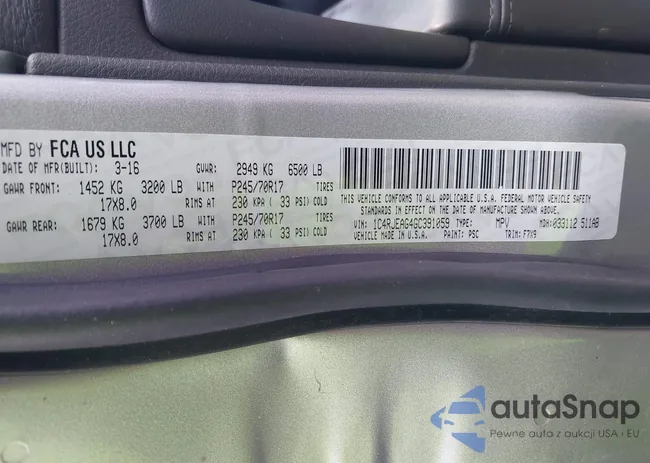 MFD BY FCA US LLC
DATE OF MFR(BUILT): 3-16 GVWR: 2949 KG 6500 LB
GAWR FRONT: 1452 KG 3200 LB WITH P245/70R17 TIRES
17X8.0 RIMS AT 230 KPA ( 33 PSI) COLD
GAWR REAR: 1679 KG 3700 LB WITH P245/70R17 TIRES
17X8.0 RIMS AT 230 KPA ( 33 PSI) COLD
THIS VEHICLE CONFORMS TO ALL APPLICABLE U.S.A. FEDERAL MOTOR VEHICLE SAFETY
STANDARDS IN EFFECT ON THE DATE OF MANUFACTURE SHOWN ABOVE.
VIN: 1C4RJEAG4GC391059 TYPE: MPV MDH: 033112 511AB
VEHICLE MADE IN U.S.A. PAINT: PSC TRIM: F7X9
autoSnap
Pewne auta z aukcji USA i EU